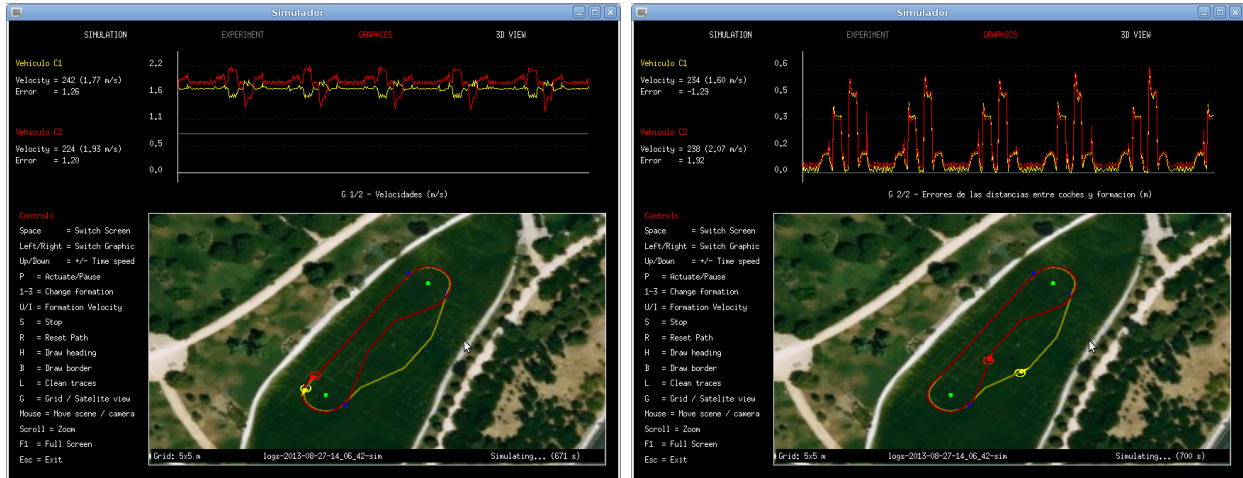 Simulador
SIMULATION EXPERIMENT GRAPHICS 3D VIEW
Vehiculo C1
Velocity = 242 (1.77 m/s)
Error = 1.26
Vehiculo C2
Velocity = 224 (1.93 m/s)
Error = 1.20
2.2
1.6
1.1
0.5
0.0
G 1/2 - Velocidades (m/s)
Controls
Space = Switch Screen
Left/Right = Switch Graphic
Up/Down = +/- Time speed
P = Actuate/Pause
1-3 = Change formation
U/I = Formation Velocity
S = Stop
R = Reset Path
H = Draw heading
B = Draw border
L = Clean traces
G = Grid / Satelite view
Mouse = Move scene / camera
Scroll = Zoom
F1 = Full Screen
Esc = Exit
Grid: 5x5 m logs-2013-08-27-14_06_42-sim Simulating... (671 s)
Simulador
SIMULATION EXPERIMENT GRAPHICS 3D VIEW
Vehiculo C1
Velocity = 234 (1.60 m/s)
Error = -1.29
Vehiculo C2
Velocity = 238 (2.07 m/s)
Error = 1.92
0.6
0.5
0.3
0.2
0.0
G 2/2 - Errores de las distancias entre coches y formacion (m)
Controls
Space = Switch Screen
Left/Right = Switch Graphic
Up/Down = +/- Time speed
P = Actuate/Pause
1-3 = Change formation
U/I = Formation Velocity
S = Stop
R = Reset Path
H = Draw heading
B = Draw border
L = Clean traces
G = Grid / Satelite view
Mouse = Move scene / camera
Scroll = Zoom
F1 = Full Screen
Esc = Exit
Grid: 5x5 m logs-2013-08-27-14_06_42-sim Simulating... (700 s)